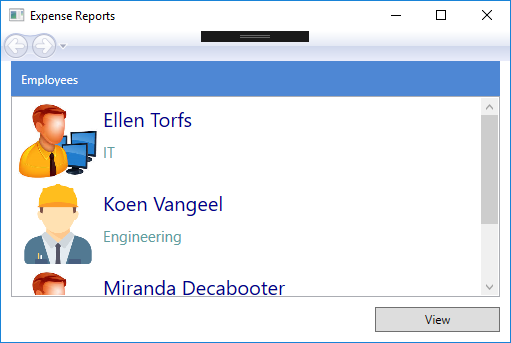 Expense Reports
Employees
Ellen Torfs
IT
Koen Vangeel
Engineering
Miranda Decabooter
View